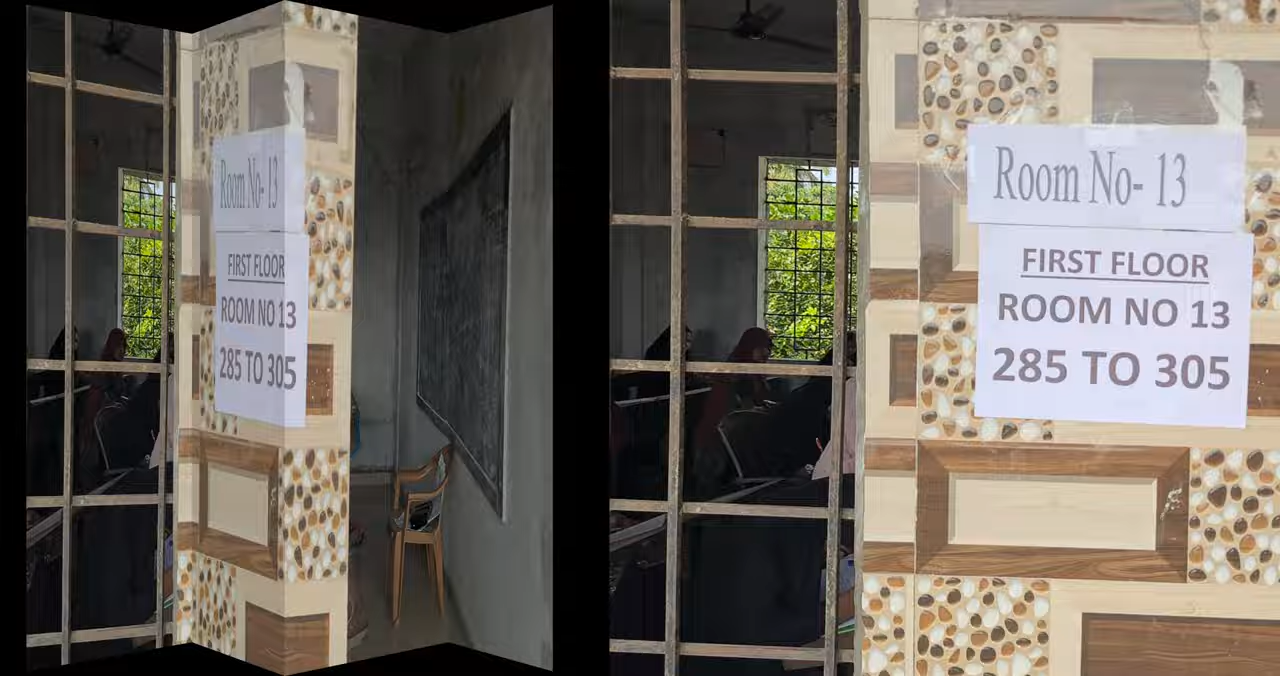 Room No- 13
FIRST FLOOR
ROOM NO 13
285 TO 305
Room No- 13
FIRST FLOOR
ROOM NO 13
285 TO 305